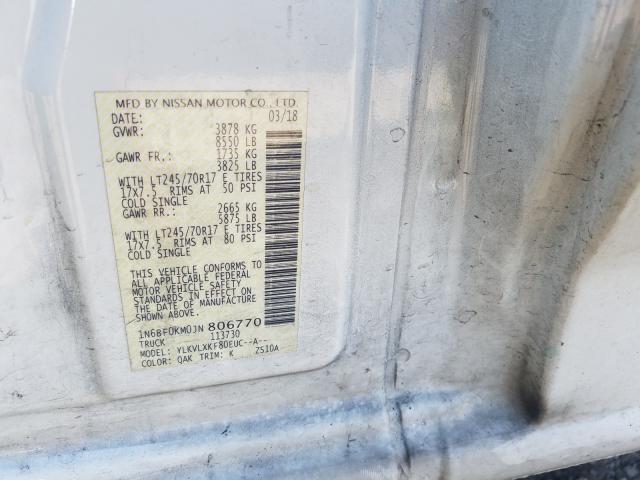 MFD BY NISSAN MOTOR CO., LTD
DATE: 03/18
GVWR: 3878 KG
8550 LB
GAWR FR.: 1735 KG
3825 LB
WITH LT245/70R17 E TIRES
17X7.5 RIMS AT 50 PSI
COLD SINGLE
GAWR RR.: 2665 KG
5875 LB
WITH LT245/70R17 E TIRES
17X7.5 RIMS AT 80 PSI
COLD SINGLE
THIS VEHICLE CONFORMS TO
ALL APPLICABLE FEDERAL
MOTOR VEHICLE SAFETY
STANDARDS IN EFFECT
ON THE DATE OF MANUFACTURE
SHOWN ABOVE.
1N6BF0KM0JN 806770
TRUCK 113730
MODEL: YLKVLXKF80EUC--A--
COLOR: QAK TRIM: K ZS10A